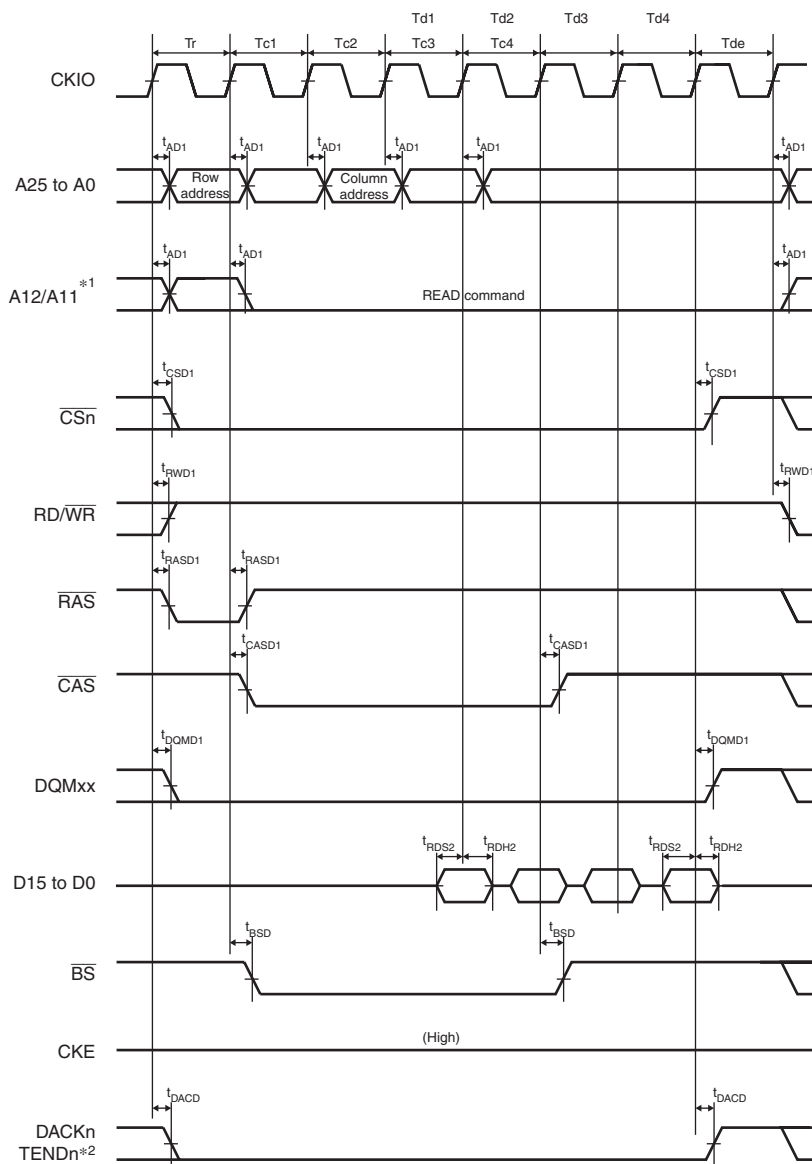 Td1 Td2 Td3 Td4
Tr Tc1 Tc2 Tc3 Tc4 Tde
CKIO
tAD1 tAD1 tAD1 tAD1 tAD1 tAD1
A25 to A0
Row
address
Column
address
tAD1 tAD1 tAD1
A12/A11*1
READ command
tCSD1 tCSD1
CSn
tRWD1 tRWD1
RD/WR
tRASD1 tRASD1
RAS
tCASD1 tCASD1
CAS
tDQMD1 tDQMD1
DQMxx
tRDS2 tRDH2 tRDS2 tRDH2
D15 to D0
tBSD tBSD
BS
(High)
CKE
tDACD tDACD
DACKn
TENDn*2